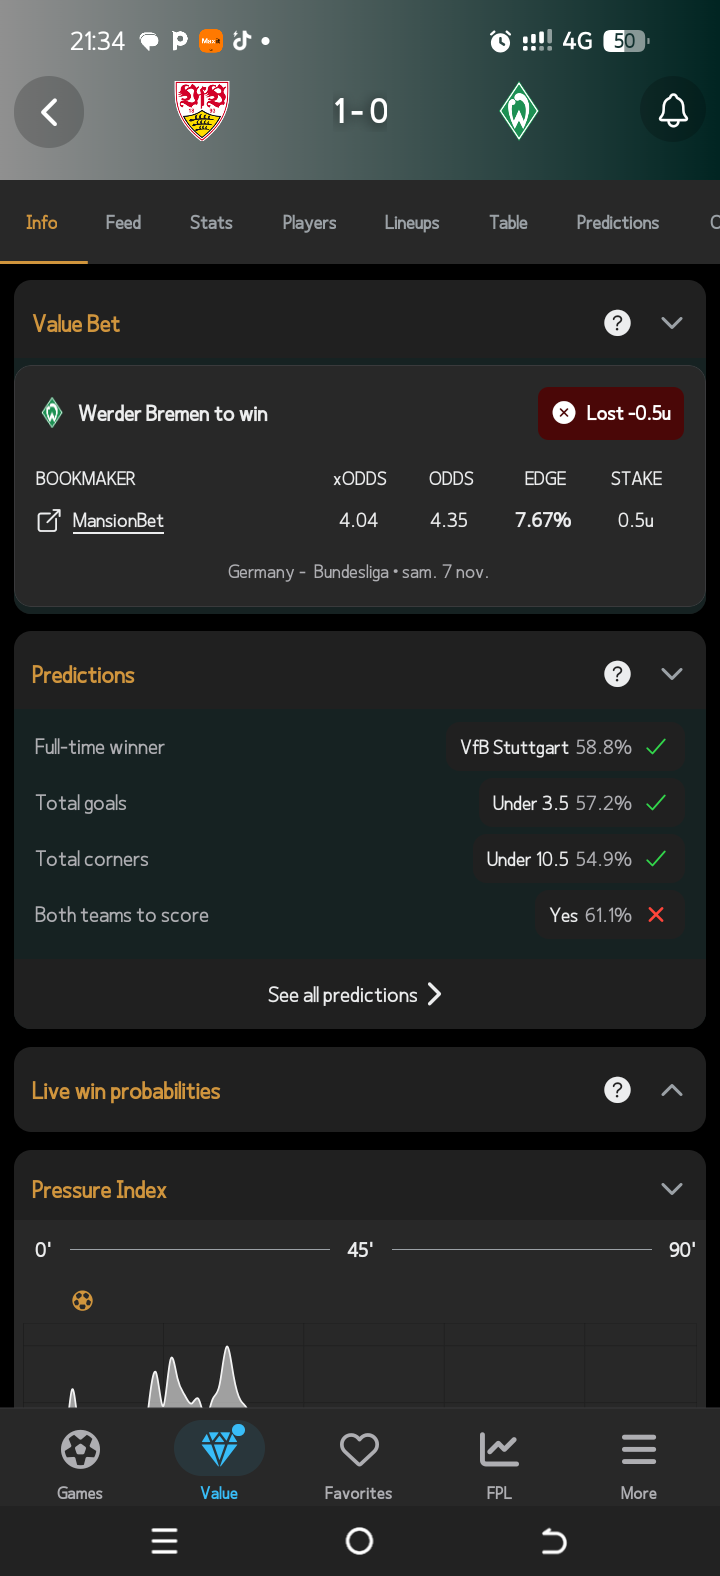 21:34 4G 50
1 - 0
Info Feed Stats Players Lineups Table Predictions
Value Bet ?
Werder Bremen to win Lost -0.5u
BOOKMAKER xODDS ODDS EDGE STAKE
MansionBet 4.04 4.35 7.67% 0.5u
Germany - Bundesliga • sam. 7 nov.
Predictions ?
Full-time winner VfB Stuttgart 58.8%
Total goals Under 3.5 57.2%
Total corners Under 10.5 54.9%
Both teams to score Yes 61.1%
See all predictions
Live win probabilities ?
Pressure Index
0' 45' 90'
Games Value Favorites FPL More